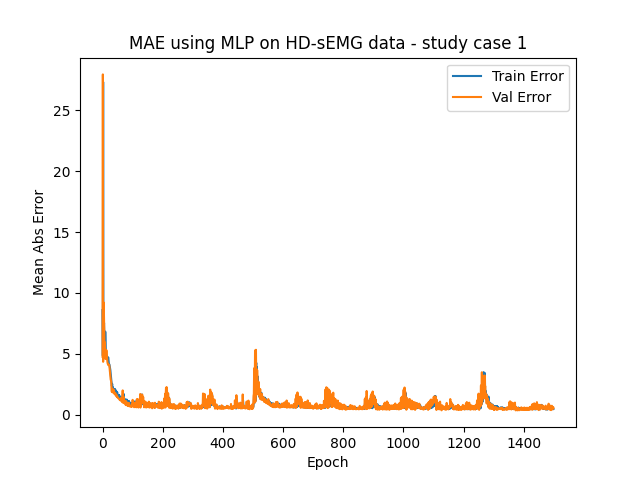 MAE using MLP on HD-sEMG data - study case 1
Train Error
Val Error
Mean Abs Error
25
20
15
10
5
0
0 200 400 600 800 1000 1200 1400
Epoch